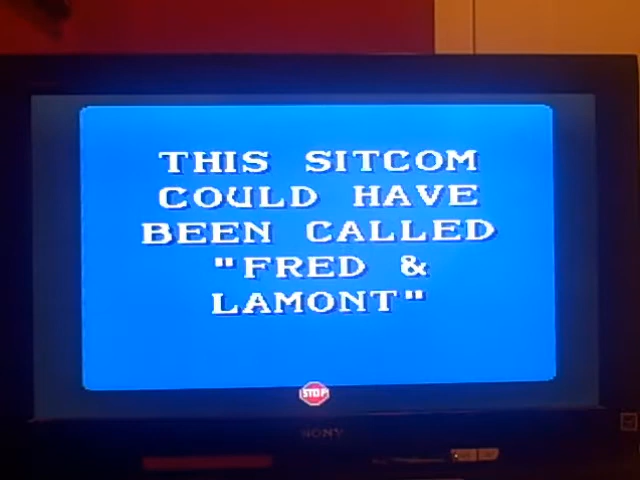 THIS SITCOM
COULD HAVE
BEEN CALLED
"FRED &
LAMONT"
STOP!
SONY